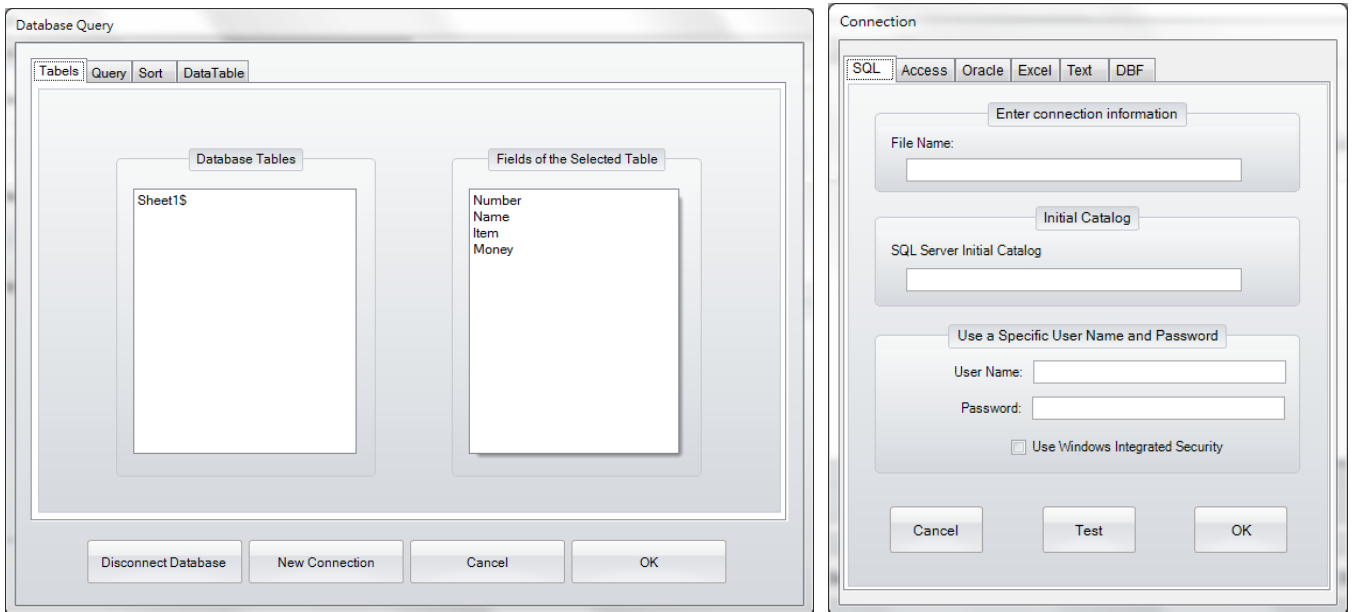 Database Query
Tabels Query Sort DataTable
Database Tables
Sheet1$
Fields of the Selected Table
Number
Name
Item
Money
Disconnect Database New Connection Cancel OK
Connection
SQL Access Oracle Excel Text DBF
Enter connection information
File Name:
Initial Catalog
SQL Server Initial Catalog
Use a Specific User Name and Password
User Name:
Password:
Use Windows Integrated Security
Cancel Test OK